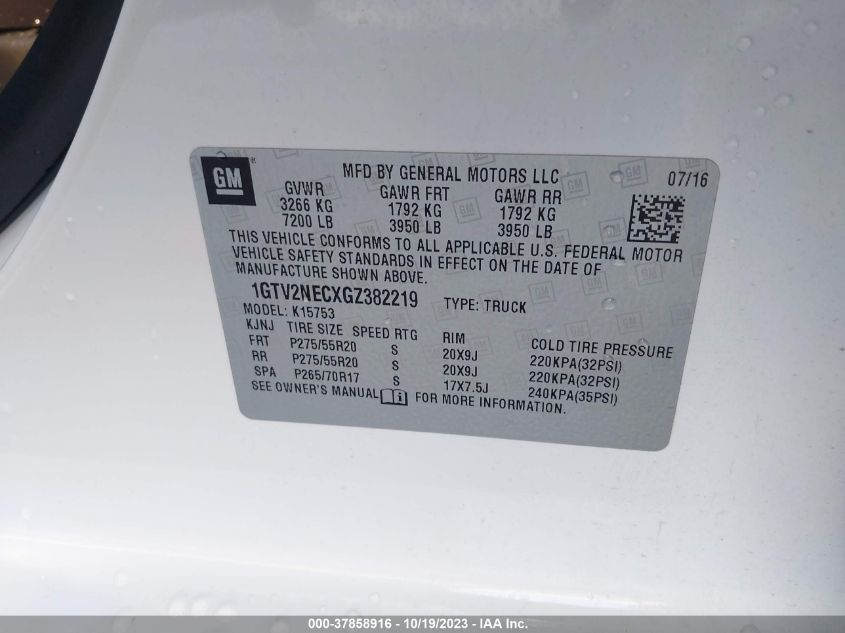 GM
MFD BY GENERAL MOTORS LLC
07/16
GVWR GAWR FRT GAWR RR
3266 KG 1792 KG 1792 KG
7200 LB 3950 LB 3950 LB
THIS VEHICLE CONFORMS TO ALL APPLICABLE U.S. FEDERAL MOTOR
VEHICLE SAFETY STANDARDS IN EFFECT ON THE DATE OF
MANUFACTURE SHOWN ABOVE.
1GTV2NECXGZ382219 TYPE: TRUCK
MODEL: K15753
KJNJ TIRE SIZE SPEED RTG RIM COLD TIRE PRESSURE
FRT P275/55R20 S 20X9J 220KPA(32PSI)
RR P275/55R20 S 20X9J 220KPA(32PSI)
SPA P265/70R17 S 17X7.5J 240KPA(35PSI)
SEE OWNER'S MANUAL FOR MORE INFORMATION.
000-37858916 - 10/19/2023 - IAA Inc.